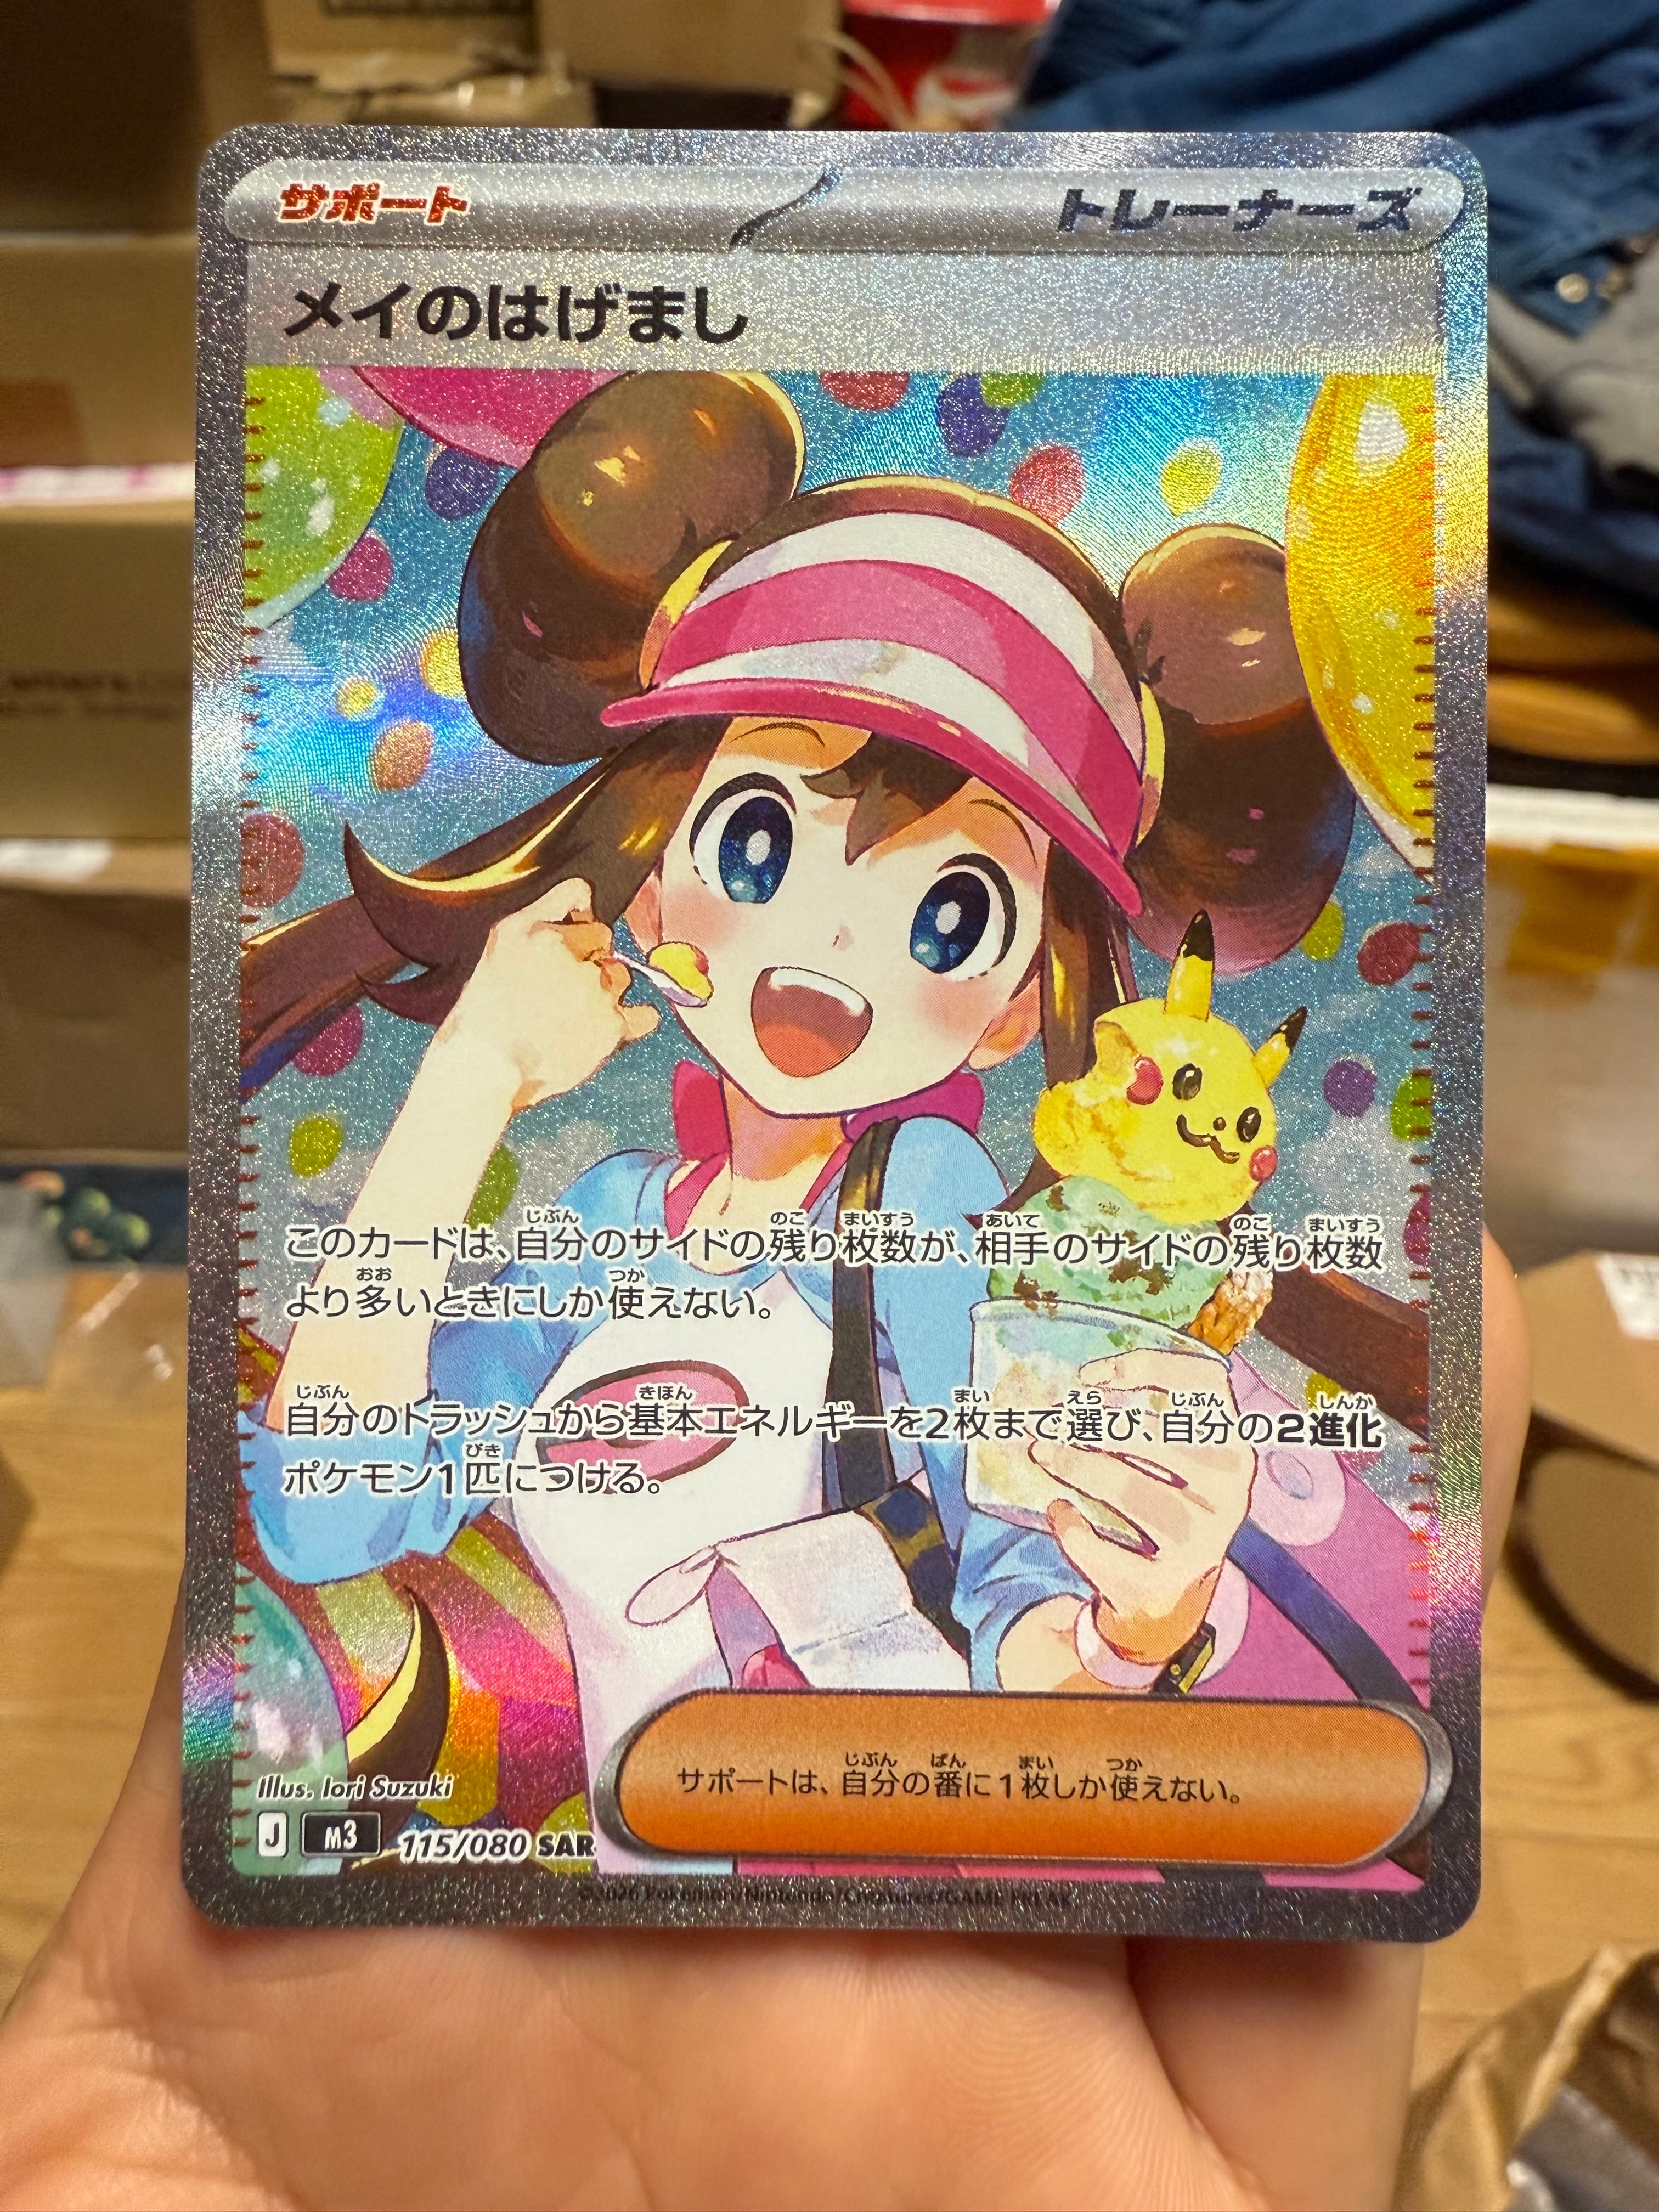 サポート
トレーナーズ
メイのはげまし
このカードは、自分のサイドの残り枚数が、相手のサイドの残り枚数
より多いときにしか使えない。
自分のトラッシュから基本エネルギーを2枚まで選び、自分の2進化
ポケモン1匹につける。
サポートは、自分の番に1枚しか使えない。
Illus. Iori Suzuki
J M3 115/080 SAR
©2026 Pokémon/Nintendo/Creatures/GAME FREAK